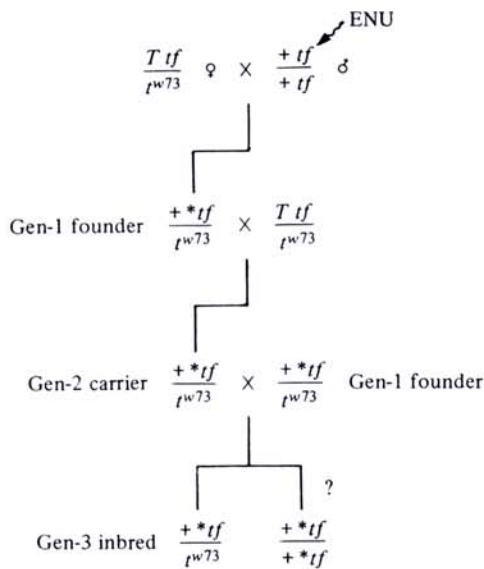 ENU
T tf / t^w73 ♀ × + tf / + tf ♂
Gen-1 founder + * tf / t^w73 × T tf / t^w73
Gen-2 carrier + * tf / t^w73 × + * tf / t^w73 Gen-1 founder
?
Gen-3 inbred + * tf / t^w73 + * tf / + * tf